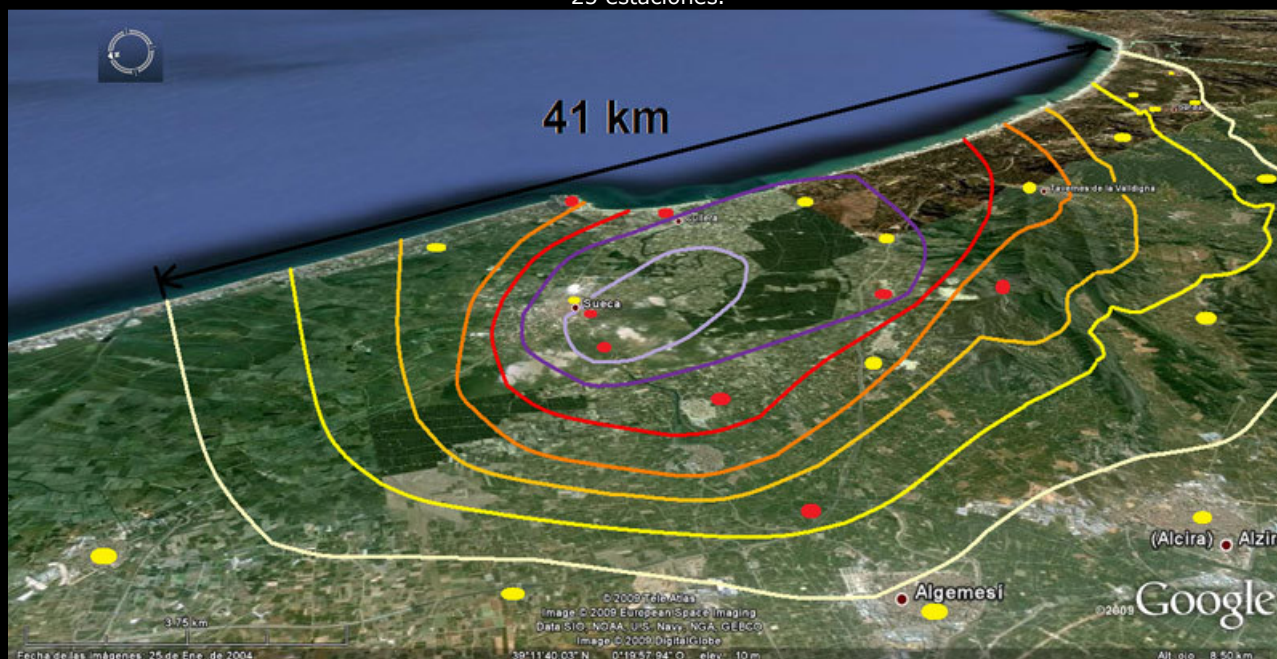 25 estaciones.
41 km
Tavernes de la Valldigna
Cullera
Sueca
(Alcira) Alzir
Algemesí
©2009 Google
© 2009 Tele Atlas
Image © 2009 European Space Imaging
Data SIO, NOAA, U.S. Navy, NGA, GEBCO
Image © 2009 DigitalGlobe
3.75 km
Fecha de las imágenes: 25 de Ene. de 2004
39°11'40.03" N 0°19'57.94" O elev. 10 m
Alt. ojo 8.50 km